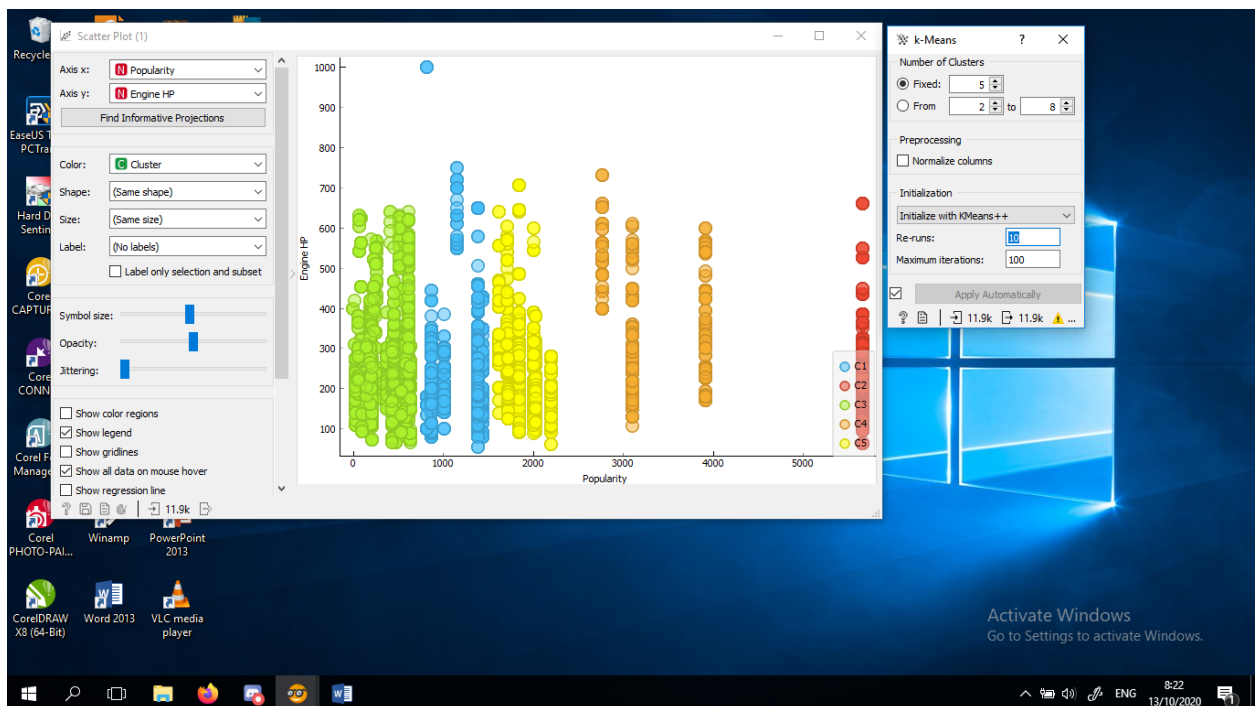 Recycle
EaseUS T
PCTra
Hard D
Sentin
Core
CAPTUR
Core
CONN
Corel F
Manage
Corel
PHOTO-PAI...
Winamp
PowerPoint
2013
CorelDRAW
X8 (64-Bit)
Word 2013
VLC media
player
Scatter Plot (1)
Axis x:
N Popularity
Axis y:
N Engine HP
Find Informative Projections
Color:
C Cluster
Shape:
(Same shape)
Size:
(Same size)
Label:
(No labels)
Label only selection and subset
Symbol size:
Opacity:
Jittering:
Show color regions
Show legend
Show gridlines
Show all data on mouse hover
Show regression line
11.9k
Engine HP
1000
900
800
700
600
500
400
300
200
100
0
1000
2000
3000
4000
5000
Popularity
C1
C2
C3
C4
C5
k-Means
Number of Clusters
Fixed: 5
From 2 to 8
Preprocessing
Normalize columns
Initialization
Initialize with KMeans++
Re-runs: 10
Maximum iterations: 100
Apply Automatically
11.9k 11.9k ...
Activate Windows
Go to Settings to activate Windows.
ENG
8:22
13/10/2020
1